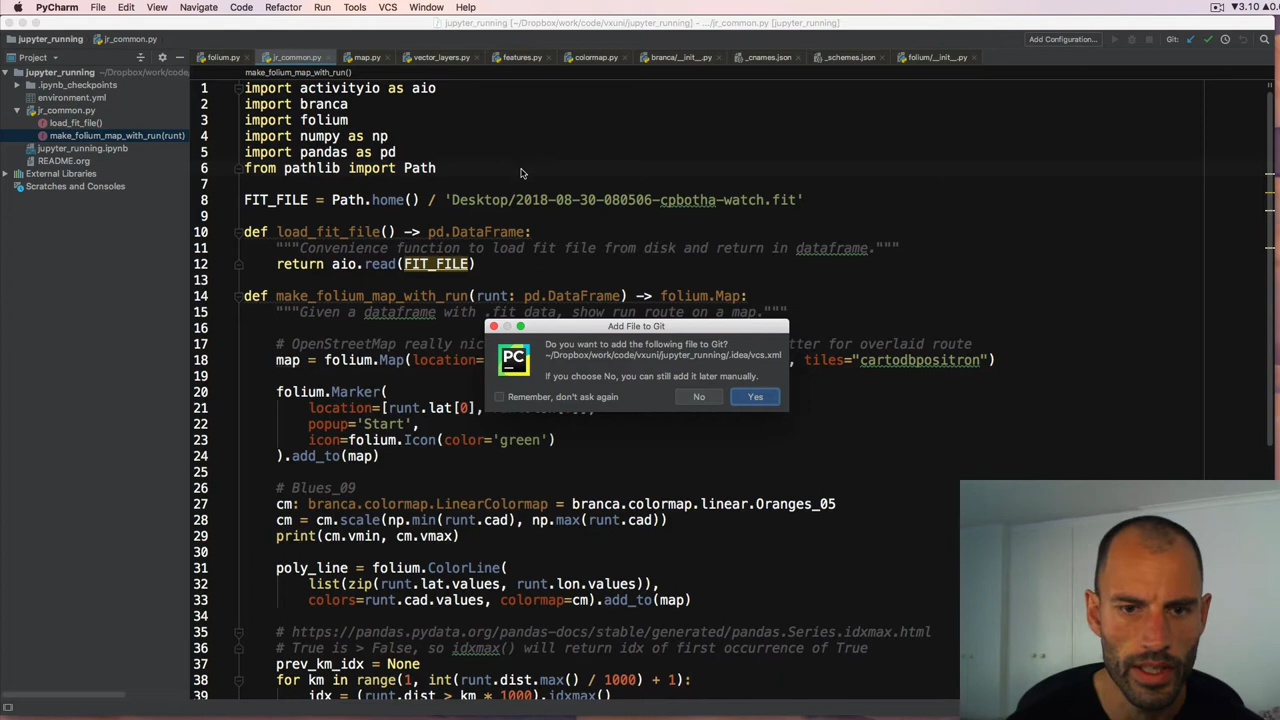 PyCharm File Edit View Navigate Code Refactor Run Tools VCS Window Help
3.10
jupyter_running [~/Dropbox/work/code/vxuni/jupyter_running] - .../jr_common.py [jupyter_running]
jupyter_running jr_common.py
Add Configuration... Git:
Project
folium.py jr_common.py map.py vector_layers.py features.py colormap.py branca/__init__.py _cnames.json _schemes.json folium/__init__.py
jupyter_running ~/Dropbox/work/code
.ipynb_checkpoints
environment.yml
jr_common.py
load_fit_file()
make_folium_map_with_run(runt)
jupyter_running.ipynb
README.org
External Libraries
Scratches and Consoles
make_folium_map_with_run()
1 import activityio as aio
2 import branca
3 import folium
4 import numpy as np
5 import pandas as pd
6 from pathlib import Path
7
8 FIT_FILE = Path.home() / 'Desktop/2018-08-30-080506-cpbotha-watch.fit'
9
10 def load_fit_file() -> pd.DataFrame:
11 """Convenience function to load fit file from disk and return in dataframe."""
12 return aio.read(FIT_FILE)
13
14 def make_folium_map_with_run(runt: pd.DataFrame) -> folium.Map:
15 """Given a dataframe with .fit data, show run route on a map."""
16
17 # OpenStreetMap really nic tter for overlaid route
18 map = folium.Map(location= , tiles="cartodbpositron")
19
20 folium.Marker(
21 location=[runt.lat[0],
22 popup='Start',
23 icon=folium.Icon(color='green')
24 ).add_to(map)
25
26 # Blues_09
27 cm: branca.colormap.LinearColormap = branca.colormap.linear.Oranges_05
28 cm = cm.scale(np.min(runt.cad), np.max(runt.cad))
29 print(cm.vmin, cm.vmax)
30
31 poly_line = folium.ColorLine(
32 list(zip(runt.lat.values, runt.lon.values)),
33 colors=runt.cad.values, colormap=cm).add_to(map)
34
35 # https://pandas.pydata.org/pandas-docs/stable/generated/pandas.Series.idxmax.html
36 # True is > False, so idxmax() will return idx of first occurrence of True
37 prev_km_idx = None
38 for km in range(1, int(runt.dist.max() / 1000) + 1):
39 idx = (runt.dist > km * 1000).idxmax()
Add File to Git
PC
Do you want to add the following file to Git?
~/Dropbox/work/code/vxuni/jupyter_running/.idea/vcs.xml
If you choose No, you can still add it later manually.
Remember, don't ask again
No
Yes